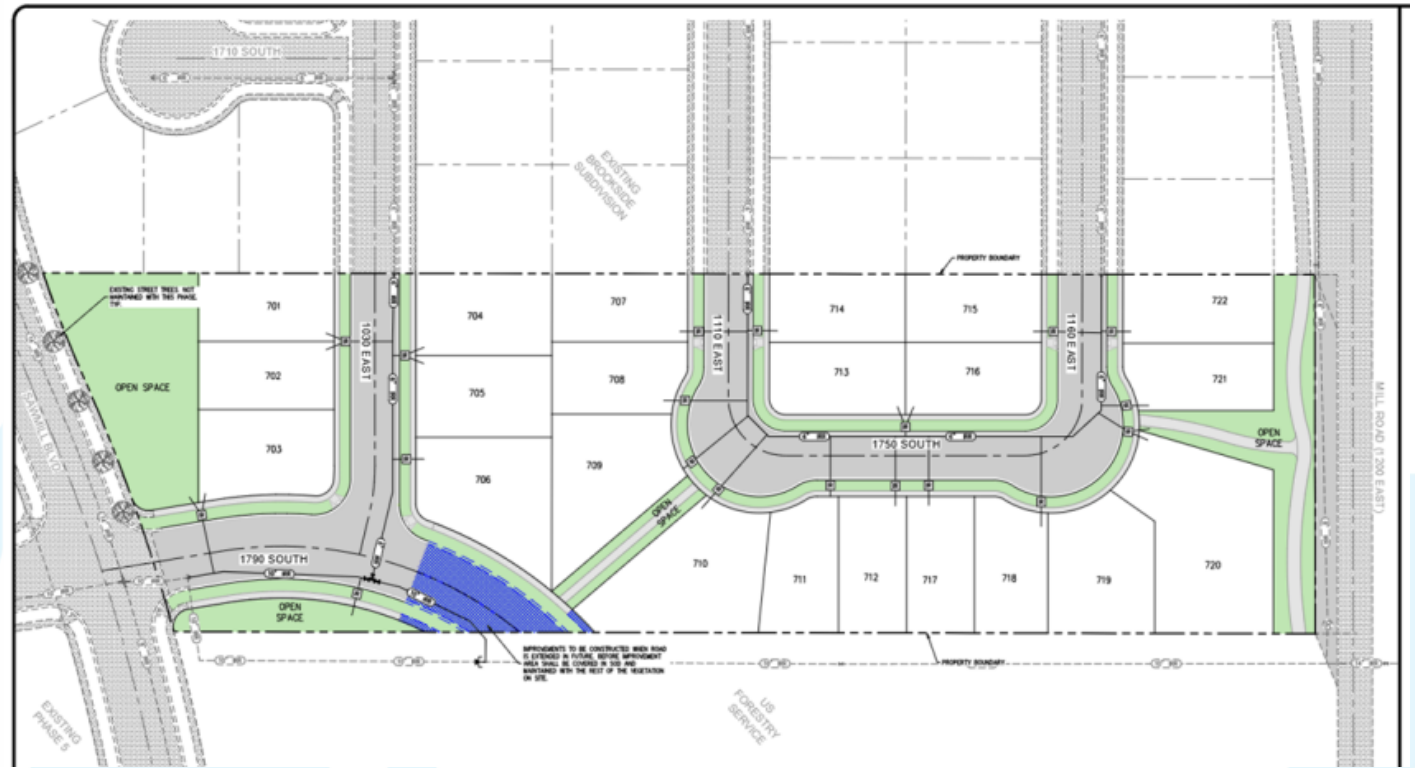 1710 SOUTH
EXISTING
BROOKSIDE
SUBDIVISION
PROPERTY BOUNDARY
EXISTING STREET TREES. NOT
MAINTAINED WITH THIS PHASE.
TYP.
701
702
703
704
705
706
707
708
709
714
715
713
716
722
721
OPEN SPACE
1030 EAST
1110 EAST
1160 EAST
1750 SOUTH
SAWMILL BLVD
MILL ROAD (1200 EAST)
OPEN
SPACE
OPEN
SPACE
1790 SOUTH
OPEN
SPACE
710
711
712
717
718
719
720
IMPROVEMENTS TO BE CONSTRUCTED WHEN ROAD
IS EXTENDED IN FUTURE. BEFORE IMPROVEMENT
AREA SHALL BE COVERED IN SOD AND
MAINTAINED WITH THE REST OF THE VEGETATION
ON SITE.
PROPERTY BOUNDARY
EXISTING
PHASE 5
US
FORESTRY
SERVICE